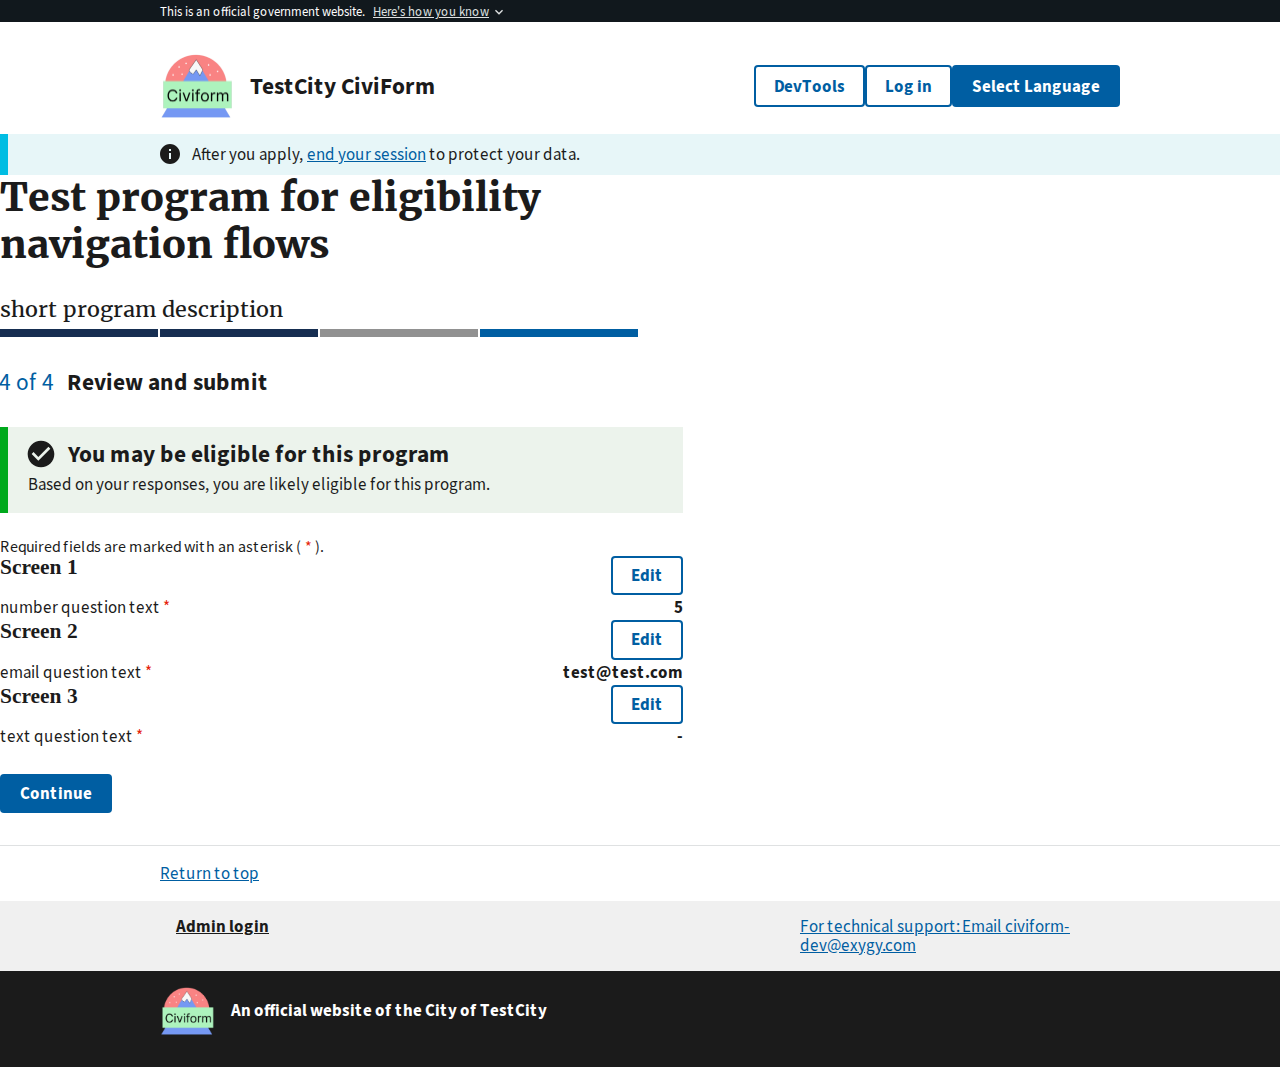 This is an official government website. Here's how you know
Civiform
TestCity CiviForm
DevTools
Log in
Select Language
After you apply, end your session to protect your data.
Test program for eligibility
navigation flows
short program description
4 of 4 Review and submit
You may be eligible for this program
Based on your responses, you are likely eligible for this program.
Required fields are marked with an asterisk ( * ).
Screen 1
Edit
number question text *
5
Screen 2
Edit
email question text *
test@test.com
Screen 3
Edit
text question text *
-
Continue
Return to top
Admin login
For technical support: Email civiform-
dev@exygy.com
Civiform
An official website of the City of TestCity